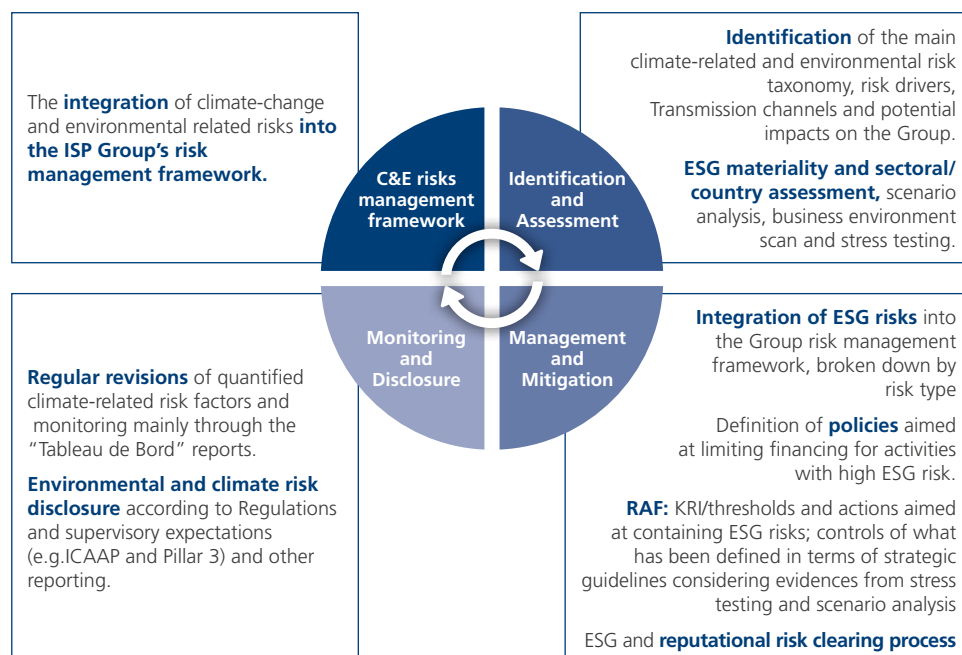 The integration of climate-change
and environmental related risks into
the ISP Group’s risk
management framework.
Identification of the main
climate-related and environmental risk
taxonomy, risk drivers,
Transmission channels and potential
impacts on the Group.
ESG materiality and sectoral/
country assessment, scenario
analysis, business environment
scan and stress testing.
C&E risks
management
framework
Identification
and
Assessment
Monitoring
and
Disclosure
Management
and
Mitigation
Regular revisions of quantified
climate-related risk factors and
monitoring mainly through the
“Tableau de Bord” reports.
Environmental and climate risk
disclosure according to Regulations
and supervisory expectations
(e.g.ICAAP and Pillar 3) and other
reporting.
Integration of ESG risks into
the Group risk management
framework, broken down by
risk type
Definition of policies aimed
at limiting financing for activities
with high ESG risk.
RAF: KRI/thresholds and actions aimed
at containing ESG risks; controls of what
has been defined in terms of strategic
guidelines considering evidences from stress
testing and scenario analysis
ESG and reputational risk clearing process